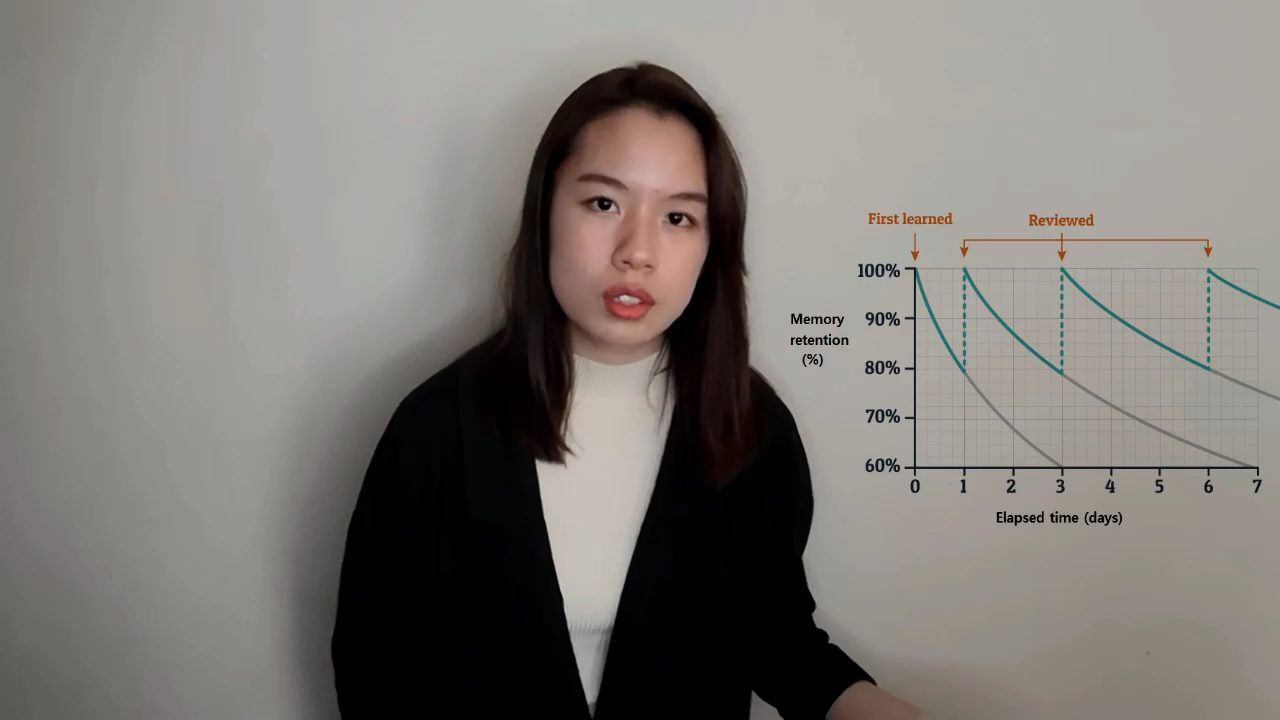 First learned
Reviewed
100%
90%
80%
70%
60%
Memory
retention
(%)
0 1 2 3 4 5 6 7
Elapsed time (days)